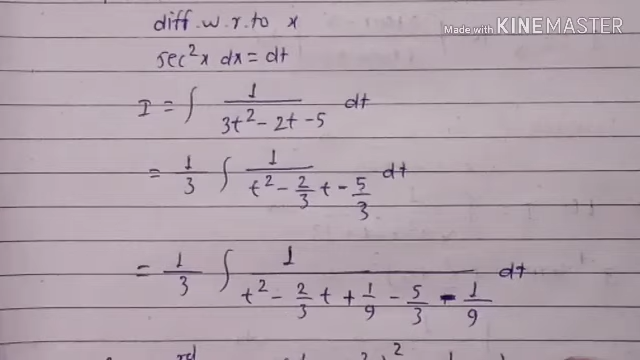 Made with KINEMASTER
diff. w. r. to x
sec²x dx = dt
I = ∫ 1/(3t² - 2t - 5) dt
= 1/3 ∫ 1/(t² - 2/3 t - 5/3) dt
= 1/3 ∫ 1/(t² - 2/3 t + 1/9 - 5/3 - 1/9) dt